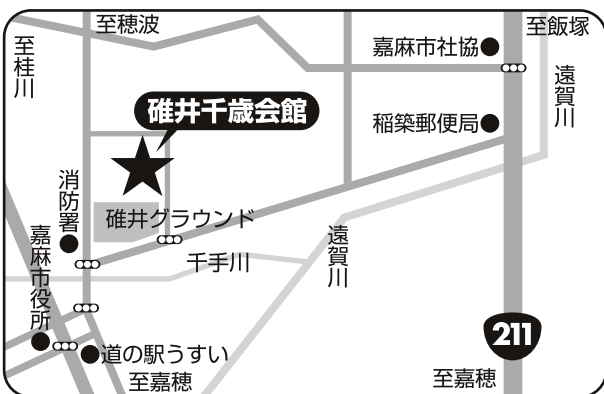 至穂波
至飯塚
至桂川
嘉麻市社協
遠賀川
碓井千歳会館
稲築郵便局
消防署
碓井グラウンド
嘉麻市役所
千手川
遠賀川
211
道の駅うすい
至嘉穂
至嘉穂